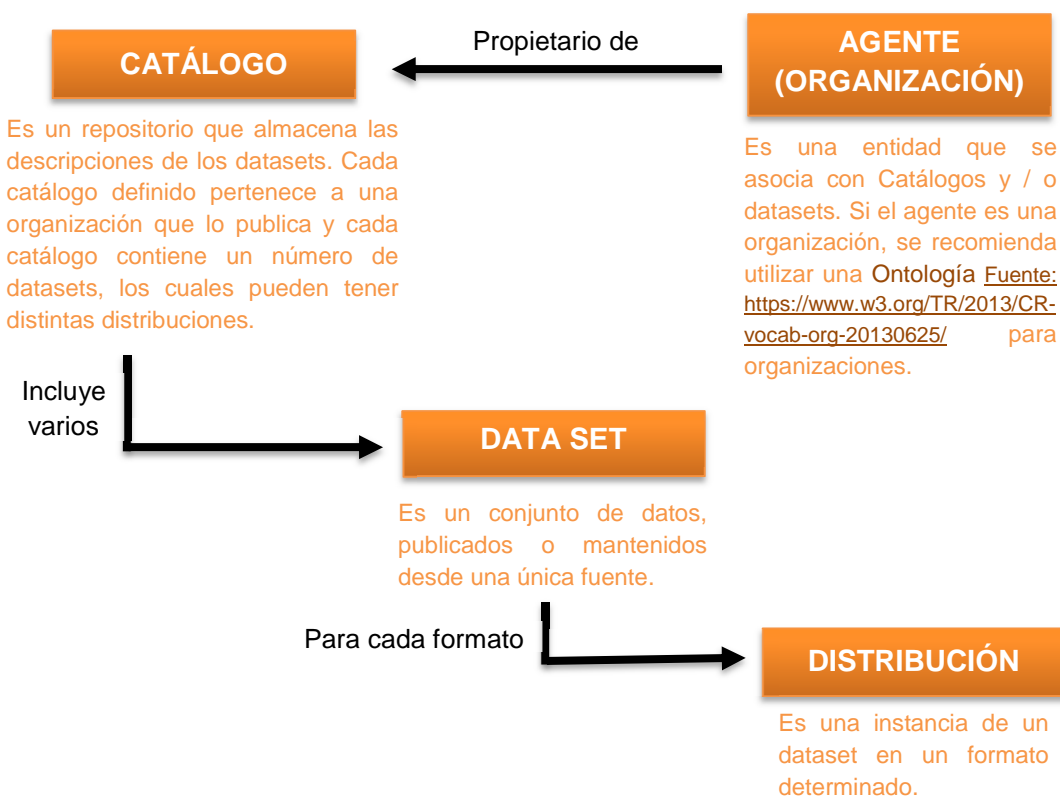 Propietario de
CATÁLOGO
AGENTE
(ORGANIZACIÓN)
Es un repositorio que almacena las
descripciones de los datasets. Cada
catálogo definido pertenece a una
organización que lo publica y cada
catálogo contiene un número de
datasets, los cuales pueden tener
distintas distribuciones.
Es una entidad que se
asocia con Catálogos y / o
datasets. Si el agente es una
organización, se recomienda
utilizar una Ontología Fuente:
https://www.w3.org/TR/2013/CR-
vocab-org-20130625/ para
organizaciones.
Incluye
varios
DATA SET
Es un conjunto de datos,
publicados o mantenidos
desde una única fuente.
Para cada formato
DISTRIBUCIÓN
Es una instancia de un
dataset en un formato
determinado.